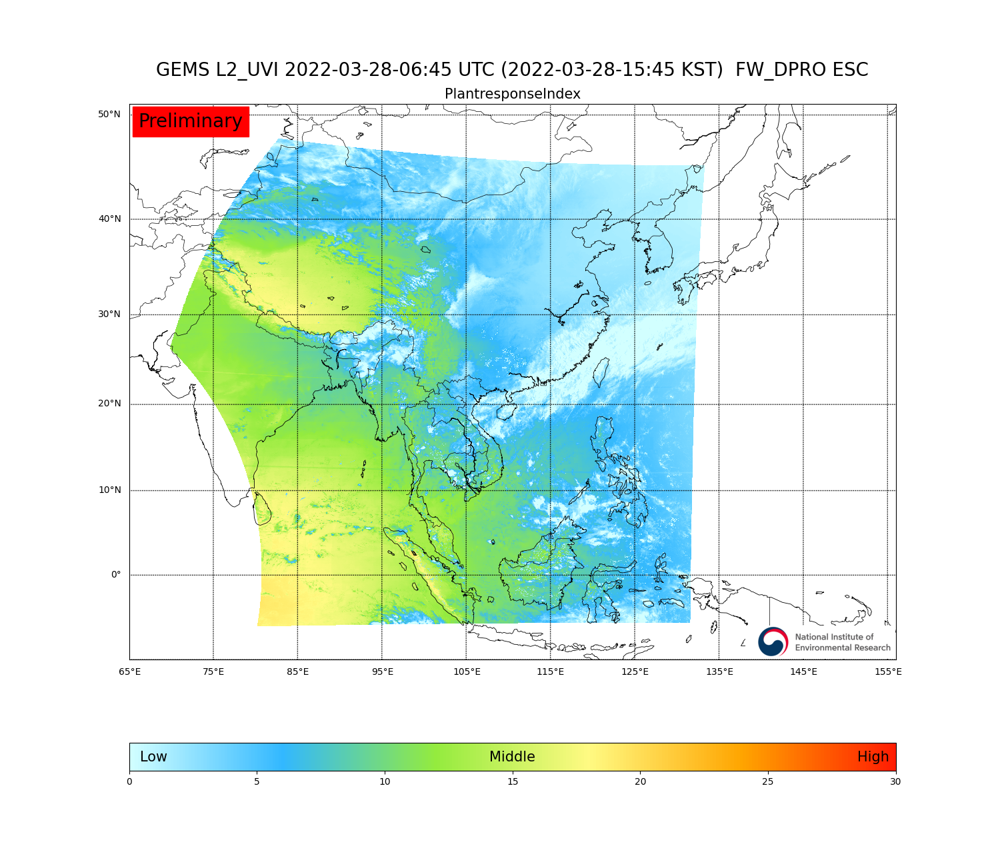 GEMS L2_UVI 2022-03-28-06:45 UTC (2022-03-28-15:45 KST)  FW_DPRO ESC
PlantresponseIndex
Preliminary
50°N
40°N
30°N
20°N
10°N
0°
National Institute of
Environmental Research
65°E 75°E 85°E 95°E 105°E 115°E 125°E 135°E 145°E 155°E
Low Middle High
0 5 10 15 20 25 30